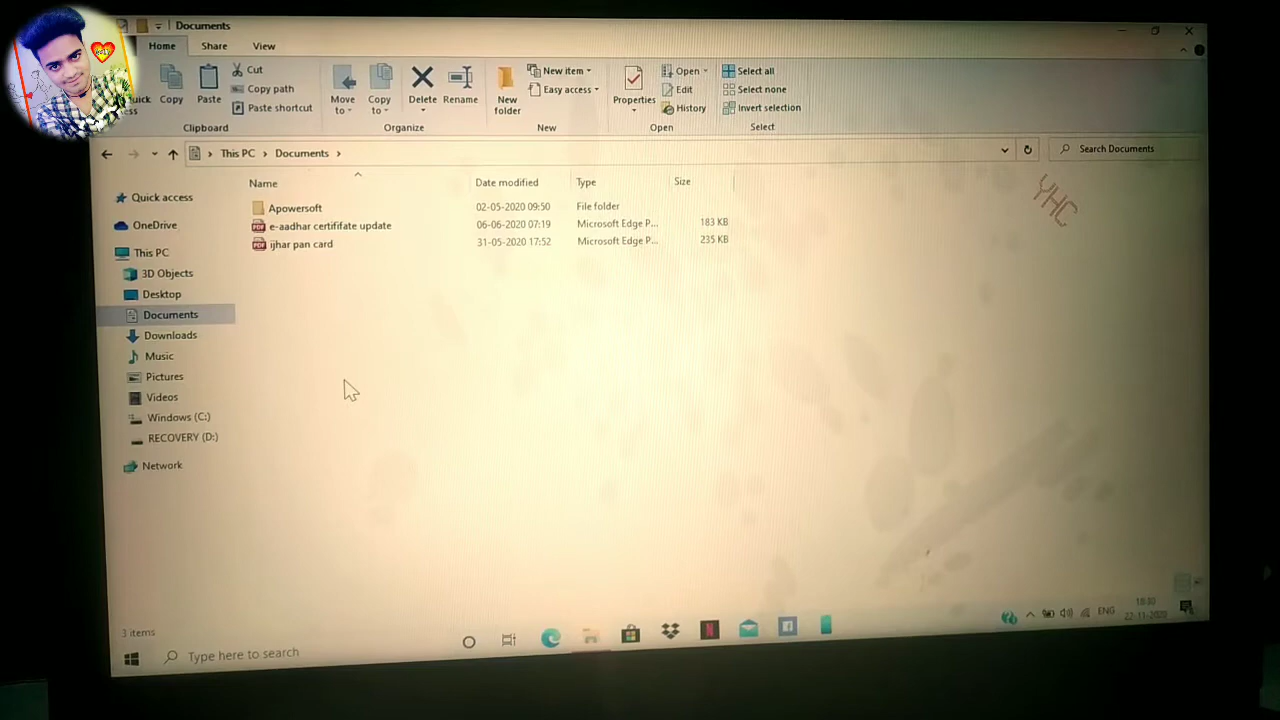 Documents
Home Share View
Copy
Paste
Cut
Copy path
Paste shortcut
Clipboard
Move to
Copy to
Delete
Rename
Organize
New folder
New item
Easy access
New
Properties
Open
Edit
History
Open
Select all
Select none
Invert selection
Select
This PC > Documents >
Search Documents
Name Date modified Type Size
Apowersoft 02-05-2020 09:50 File folder
e-aadhar certififate update 06-06-2020 07:19 Microsoft Edge P... 183 KB
ijhar pan card 31-05-2020 17:52 Microsoft Edge P... 235 KB
Quick access
OneDrive
This PC
3D Objects
Desktop
Documents
Downloads
Music
Pictures
Videos
Windows (C:)
RECOVERY (D:)
Network
YHC
3 items
Type here to search
ENG
22-11-2020